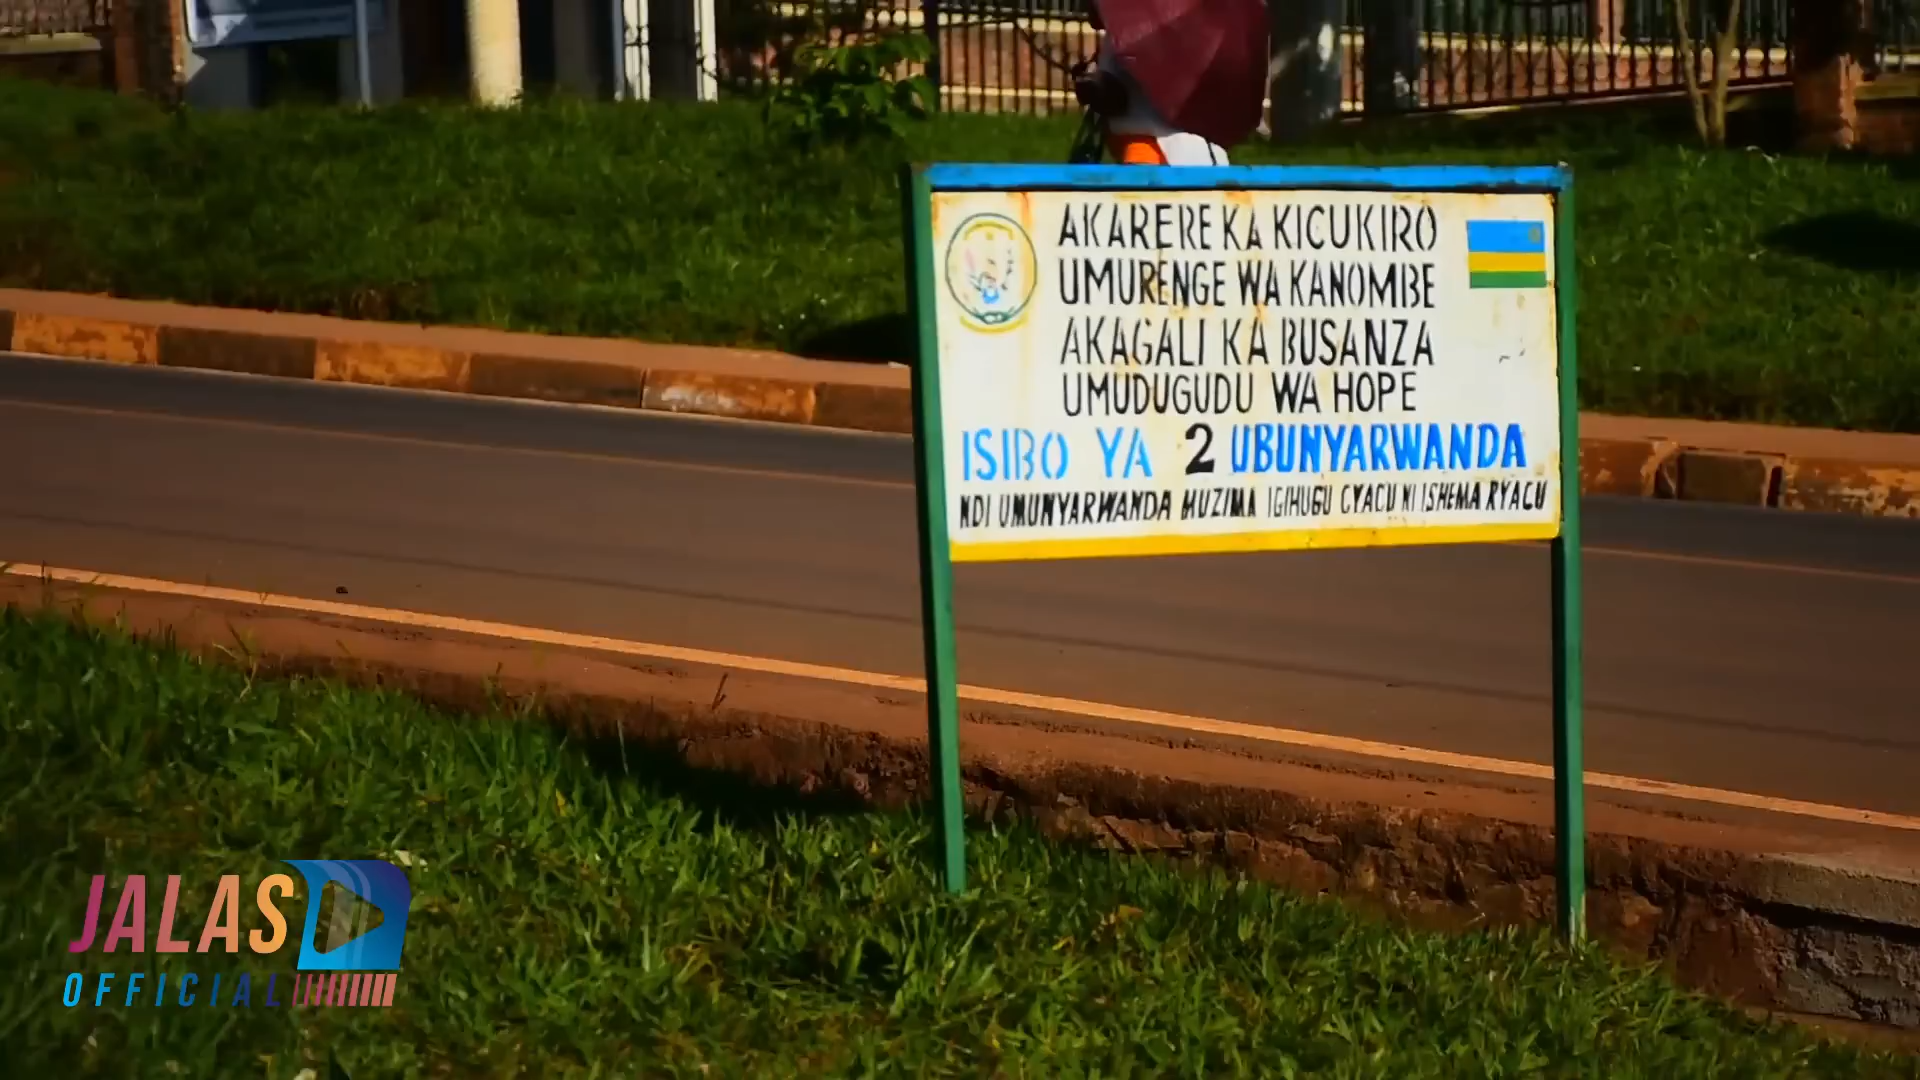 AKARERE KA KICUKIRO
UMURENGE WA KANOMBE
AKAGALI KA BUSANZA
UMUDUGUDU WA HOPE
ISIBO YA 2 UBUNYARWANDA
NDI UMUNYARWANDA MUZIMA IGIHUGU CYACU NI ISHEMA RYACU
JALAS
OFFICIAL